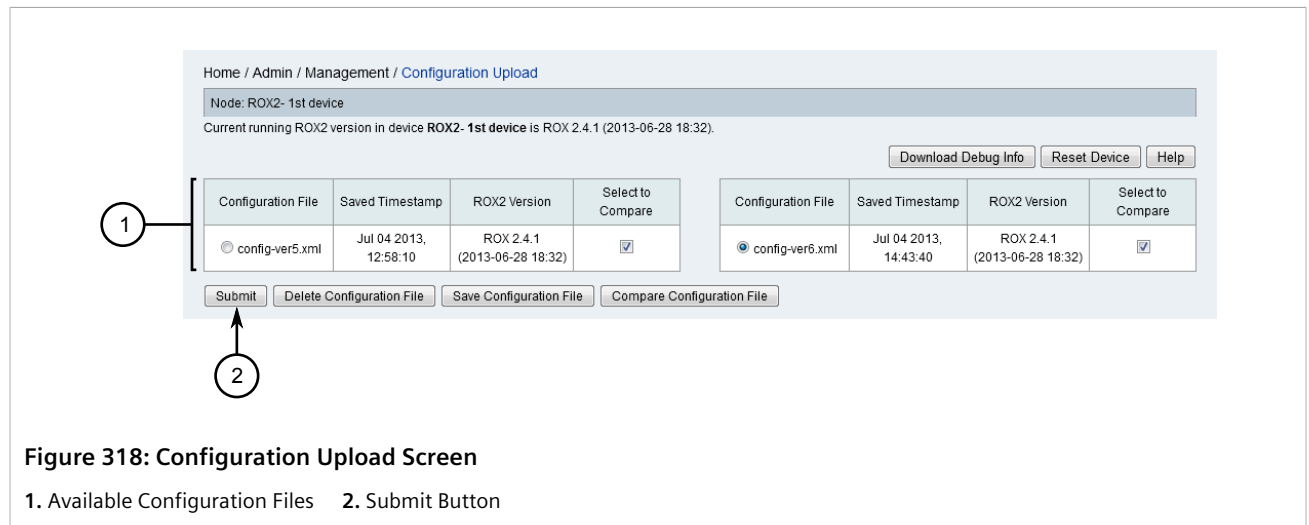 Home / Admin / Management / Configuration Upload
Node: ROX2- 1st device
Current running ROX2 version in device ROX2- 1st device is ROX 2.4.1 (2013-06-28 18:32).
Download Debug Info Reset Device Help
Configuration File Saved Timestamp ROX2 Version Select to Compare
config-ver5.xml Jul 04 2013, 12:58:10 ROX 2.4.1 (2013-06-28 18:32)
Configuration File Saved Timestamp ROX2 Version Select to Compare
config-ver6.xml Jul 04 2013, 14:43:40 ROX 2.4.1 (2013-06-28 18:32)
1
Submit Delete Configuration File Save Configuration File Compare Configuration File
2
Figure 318: Configuration Upload Screen
1. Available Configuration Files 2. Submit Button